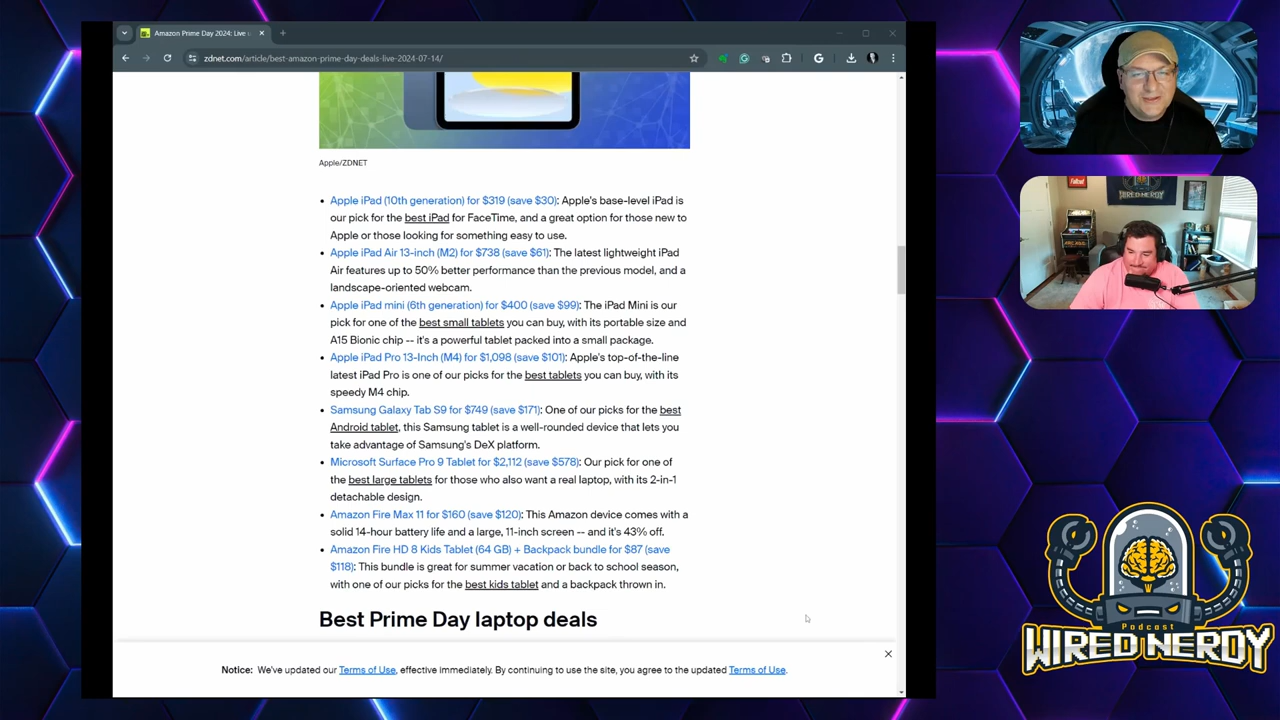 Amazon Prime Day 2024: Live
zdnet.com/article/best-amazon-prime-day-deals-live-2024-07-14/
Apple/ZDNET
• Apple iPad (10th generation) for $319 (save $30): Apple's base-level iPad is
our pick for the best iPad for FaceTime, and a great option for those new to
Apple or those looking for something easy to use.
• Apple iPad Air 13-inch (M2) for $738 (save $61): The latest lightweight iPad
Air features up to 50% better performance than the previous model, and a
landscape-oriented webcam.
• Apple iPad mini (6th generation) for $400 (save $99): The iPad Mini is our
pick for one of the best small tablets you can buy, with its portable size and
A15 Bionic chip -- it's a powerful tablet packed into a small package.
• Apple iPad Pro 13-Inch (M4) for $1,098 (save $101): Apple's top-of-the-line
latest iPad Pro is one of our picks for the best tablets you can buy, with its
speedy M4 chip.
• Samsung Galaxy Tab S9 for $749 (save $171): One of our picks for the best
Android tablet, this Samsung tablet is a well-rounded device that lets you
take advantage of Samsung's DeX platform.
• Microsoft Surface Pro 9 Tablet for $2,112 (save $578): Our pick for one of
the best large tablets for those who also want a real laptop, with its 2-in-1
detachable design.
• Amazon Fire Max 11 for $160 (save $120): This Amazon device comes with a
solid 14-hour battery life and a large, 11-inch screen -- and it's 43% off.
• Amazon Fire HD 8 Kids Tablet (64 GB) + Backpack bundle for $87 (save
$118): This bundle is great for summer vacation or back to school season,
with one of our picks for the best kids tablet and a backpack thrown in.
Best Prime Day laptop deals
Notice: We've updated our Terms of Use, effective immediately. By continuing to use the site, you agree to the updated Terms of Use.
Fallout
WIRED NERDY
ARCADE
Podcast
WIRED NERDY